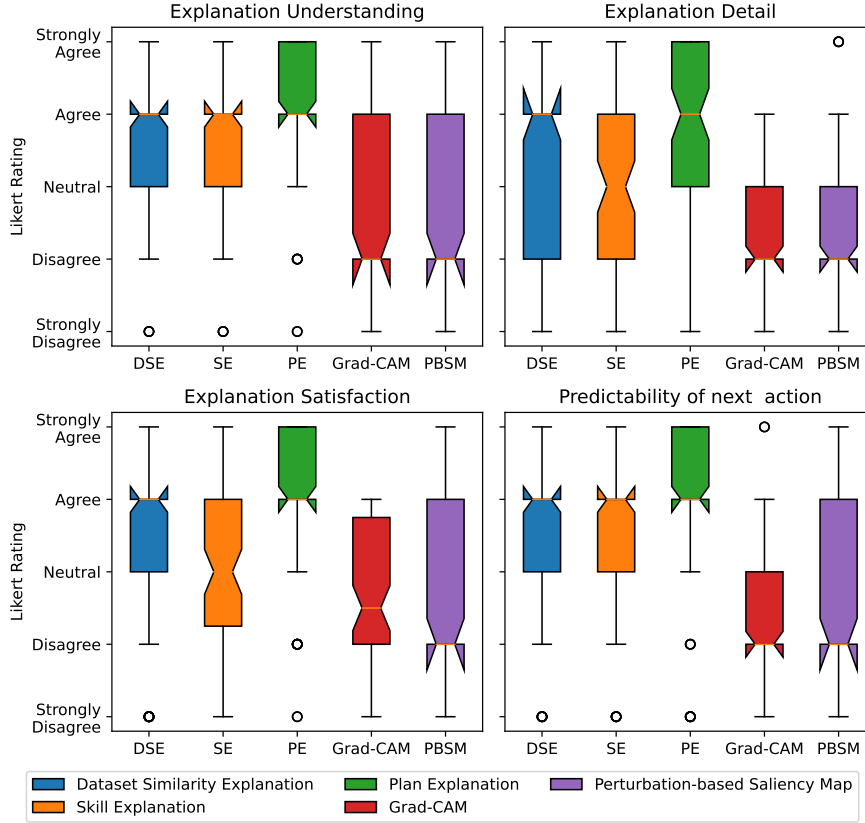 Explanation Understanding
Explanation Detail
Likert Rating
Strongly
Agree
Agree
Neutral
Disagree
Strongly
Disagree
DSE
SE
PE
Grad-CAM
PBSM
DSE
SE
PE
Grad-CAM
PBSM
Explanation Satisfaction
Predictability of next  action
Likert Rating
Strongly
Agree
Agree
Neutral
Disagree
Strongly
Disagree
DSE
SE
PE
Grad-CAM
PBSM
DSE
SE
PE
Grad-CAM
PBSM
Dataset Similarity Explanation
Plan Explanation
Perturbation-based Saliency Map
Skill Explanation
Grad-CAM